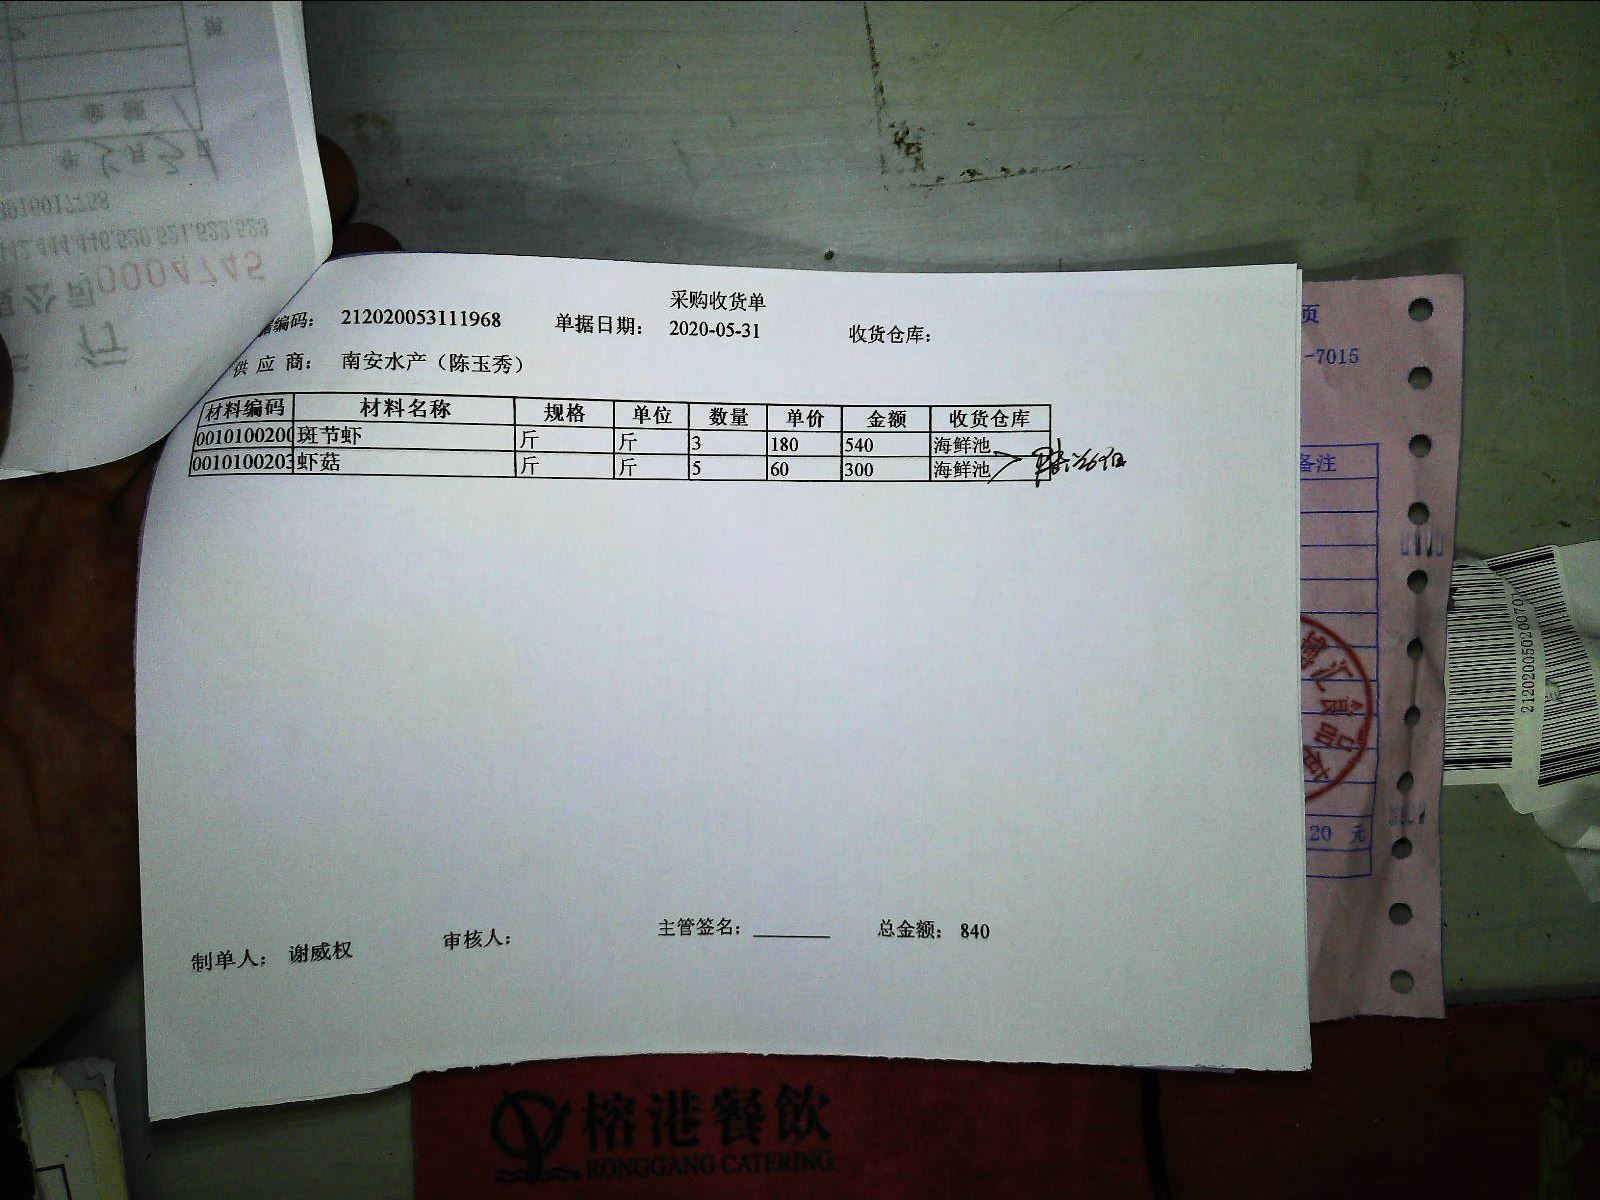 采购收货单
编码： 212020053111968 单据日期： 2020-05-31 收货仓库：
供 应 商： 南安水产（陈玉秀）
材料编码 材料名称 规格 单位 数量 单价 金额 收货仓库
0010100200 斑节虾 斤 斤 3 180 540 海鲜池
0010100203 虾菇 斤 斤 5 60 300 海鲜池
制单人： 谢威权 审核人： 主管签名：________ 总金额： 840
0004745
页
-7015
备注
20 元
212020050200701
榕港餐飲
RONGGANG CATERING